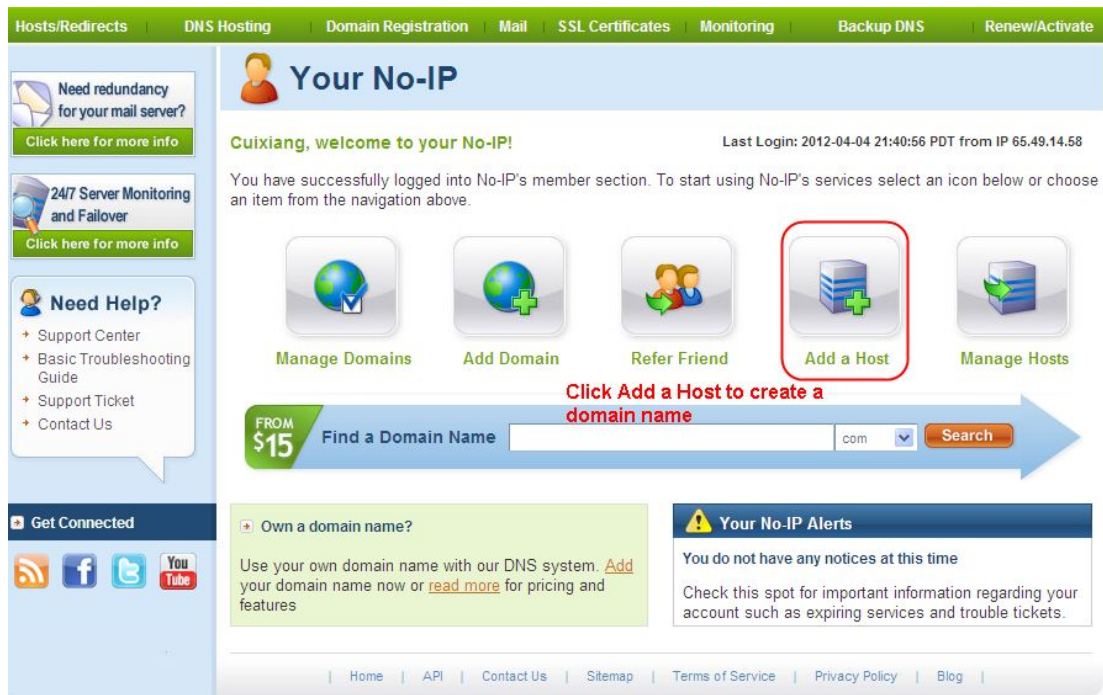 Hosts/Redirects | DNS Hosting | Domain Registration | Mail | SSL Certificates | Monitoring | Backup DNS | Renew/Activate
Need redundancy
for your mail server?
Click here for more info
24/7 Server Monitoring
and Failover
Click here for more info
Need Help?
Support Center
Basic Troubleshooting
Guide
Support Ticket
Contact Us
Get Connected
You
Tube
Your No-IP
Cuixiang, welcome to your No-IP!
Last Login: 2012-04-04 21:40:56 PDT from IP 65.49.14.58
You have successfully logged into No-IP's member section. To start using No-IP's services select an icon below or choose
an item from the navigation above.
Manage Domains
Add Domain
Refer Friend
Add a Host
Manage Hosts
Click Add a Host to create a
domain name
FROM
$15
Find a Domain Name
com
Search
Own a domain name?
Use your own domain name with our DNS system. Add
your domain name now or read more for pricing and
features
Your No-IP Alerts
You do not have any notices at this time
Check this spot for important information regarding your
account such as expiring services and trouble tickets.
| Home | API | Contact Us | Sitemap | Terms of Service | Privacy Policy | Blog |